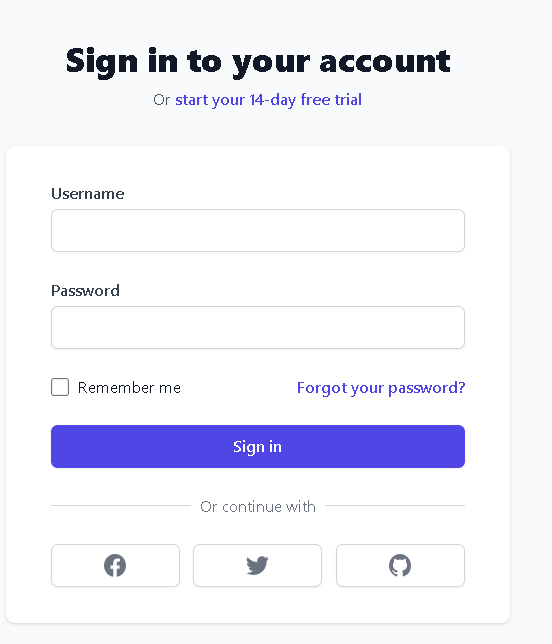 Sign in to your account
Or start your 14-day free trial
Username
Password
Remember me
Forgot your password?
Sign in
Or continue with